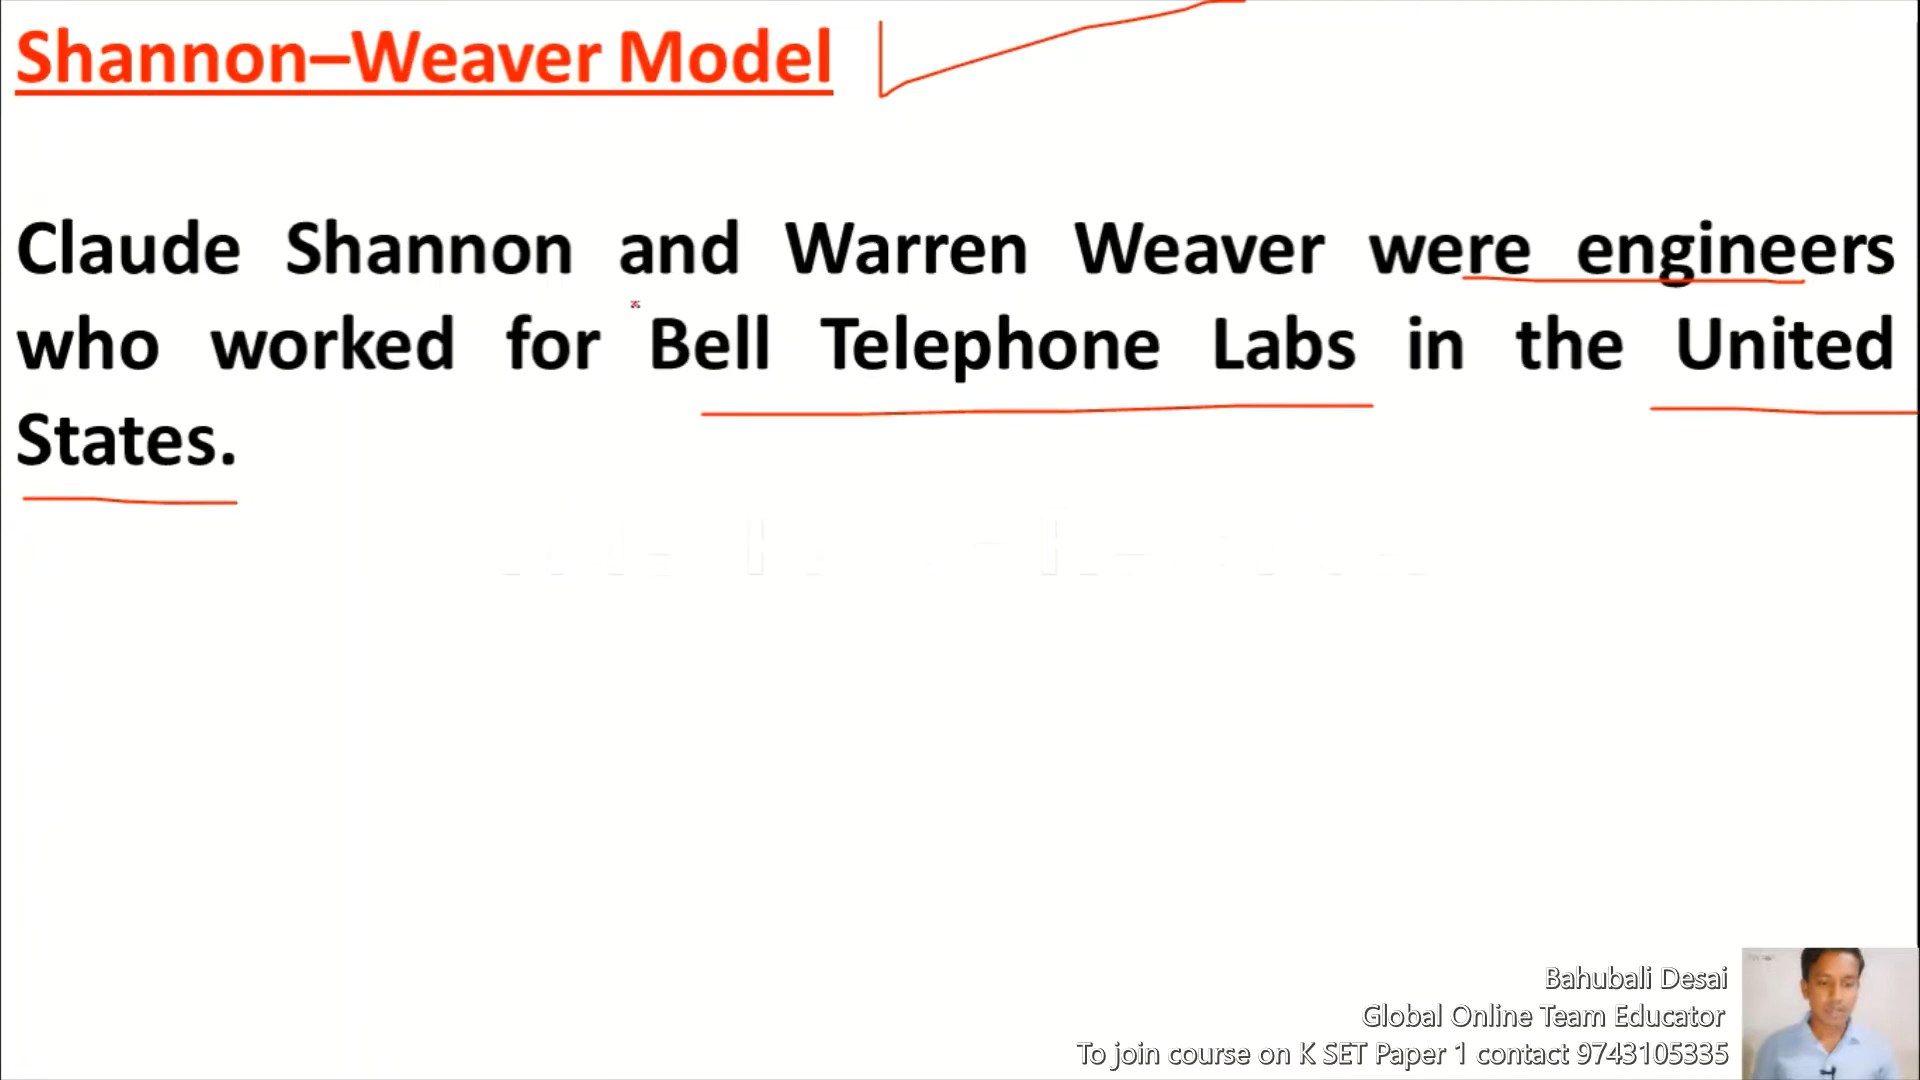 Shannon–Weaver Model
Claude Shannon and Warren Weaver were engineers
who worked for Bell Telephone Labs in the United
States.
Bahubali Desai
Global Online Team Educator
To join course on K SET Paper 1 contact 9743105335